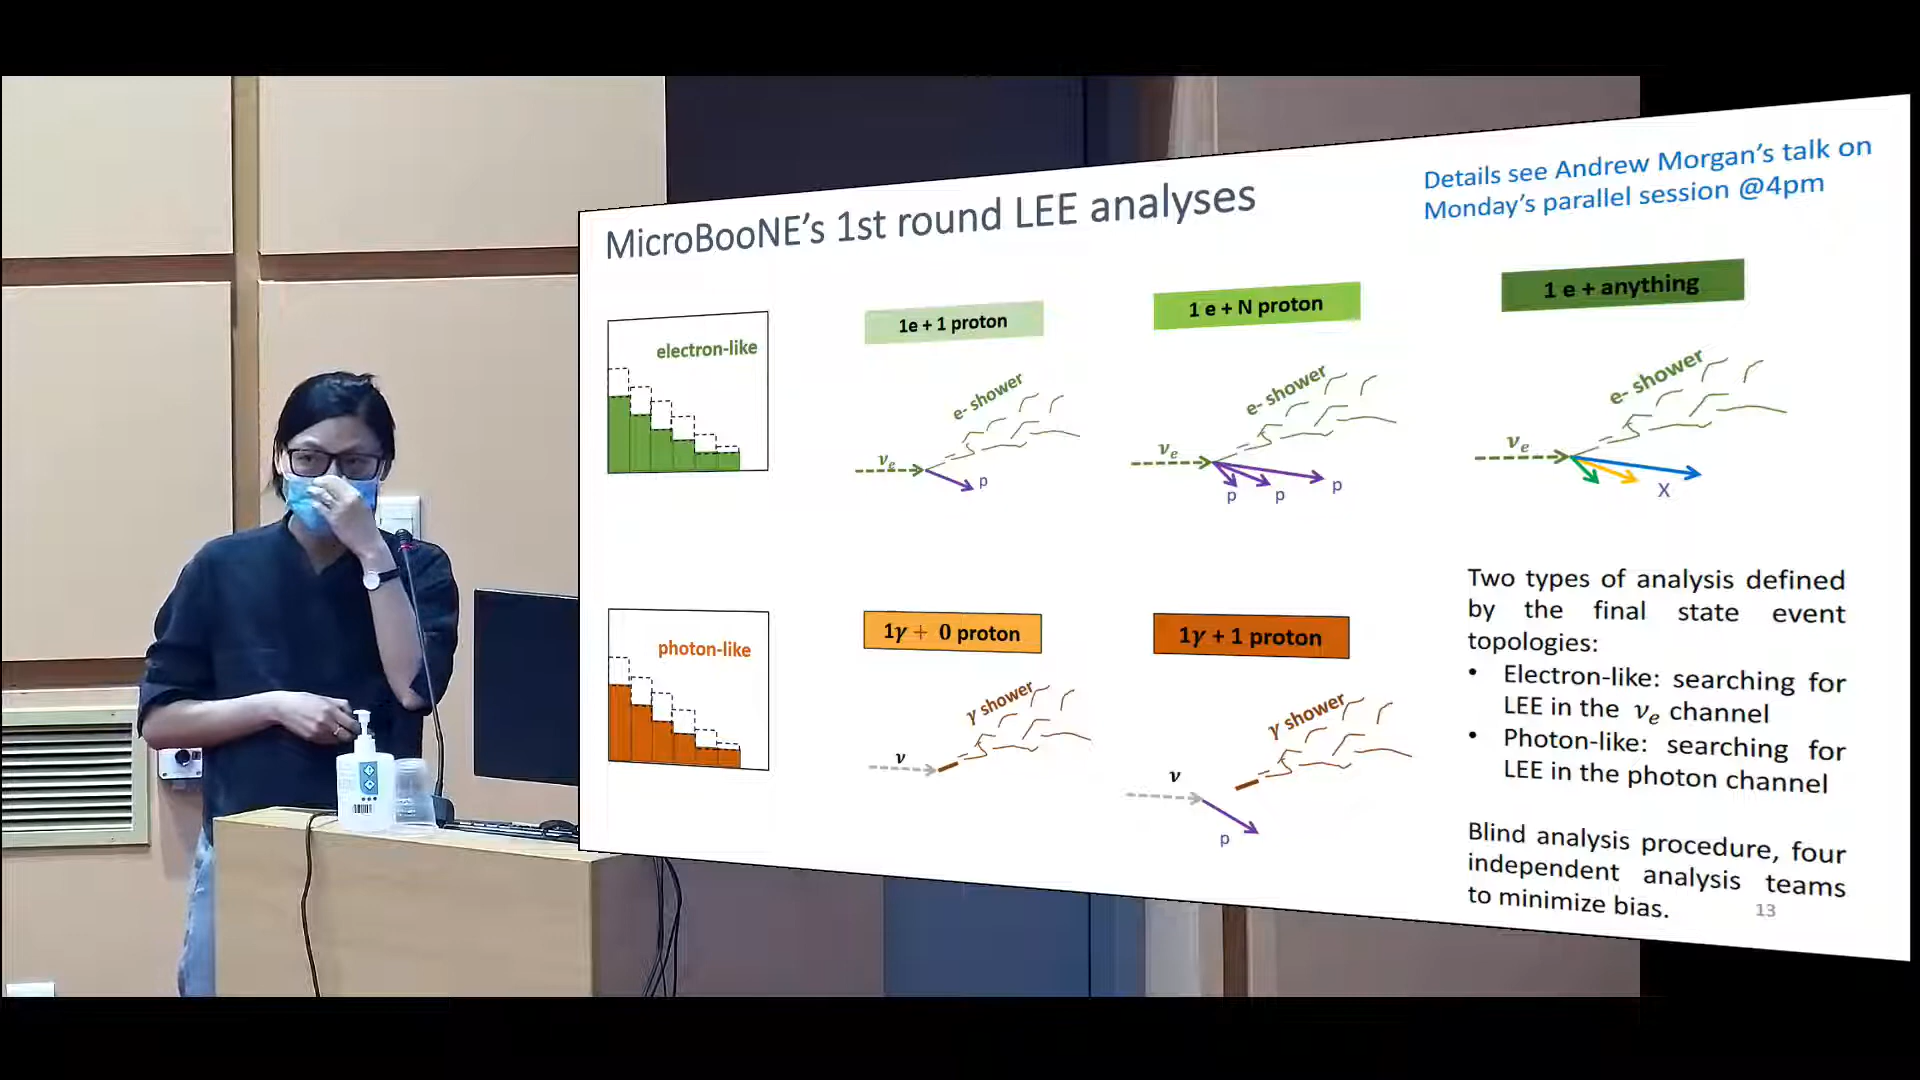 Details see Andrew Morgan's talk on
Monday's parallel session @4pm
MicroBooNE's 1st round LEE analyses
electron-like
1e + 1 proton
1 e + N proton
1 e + anything
e- shower
e- shower
e- shower
νe
p
νe
p
p
p
νe
X
photon-like
1γ + 0 proton
1γ + 1 proton
γ shower
γ shower
ν
ν
p
Two types of analysis defined
by the final state event
topologies:
• Electron-like: searching for
LEE in the νe channel
• Photon-like: searching for
LEE in the photon channel
Blind analysis procedure, four
independent analysis teams
to minimize bias.
13